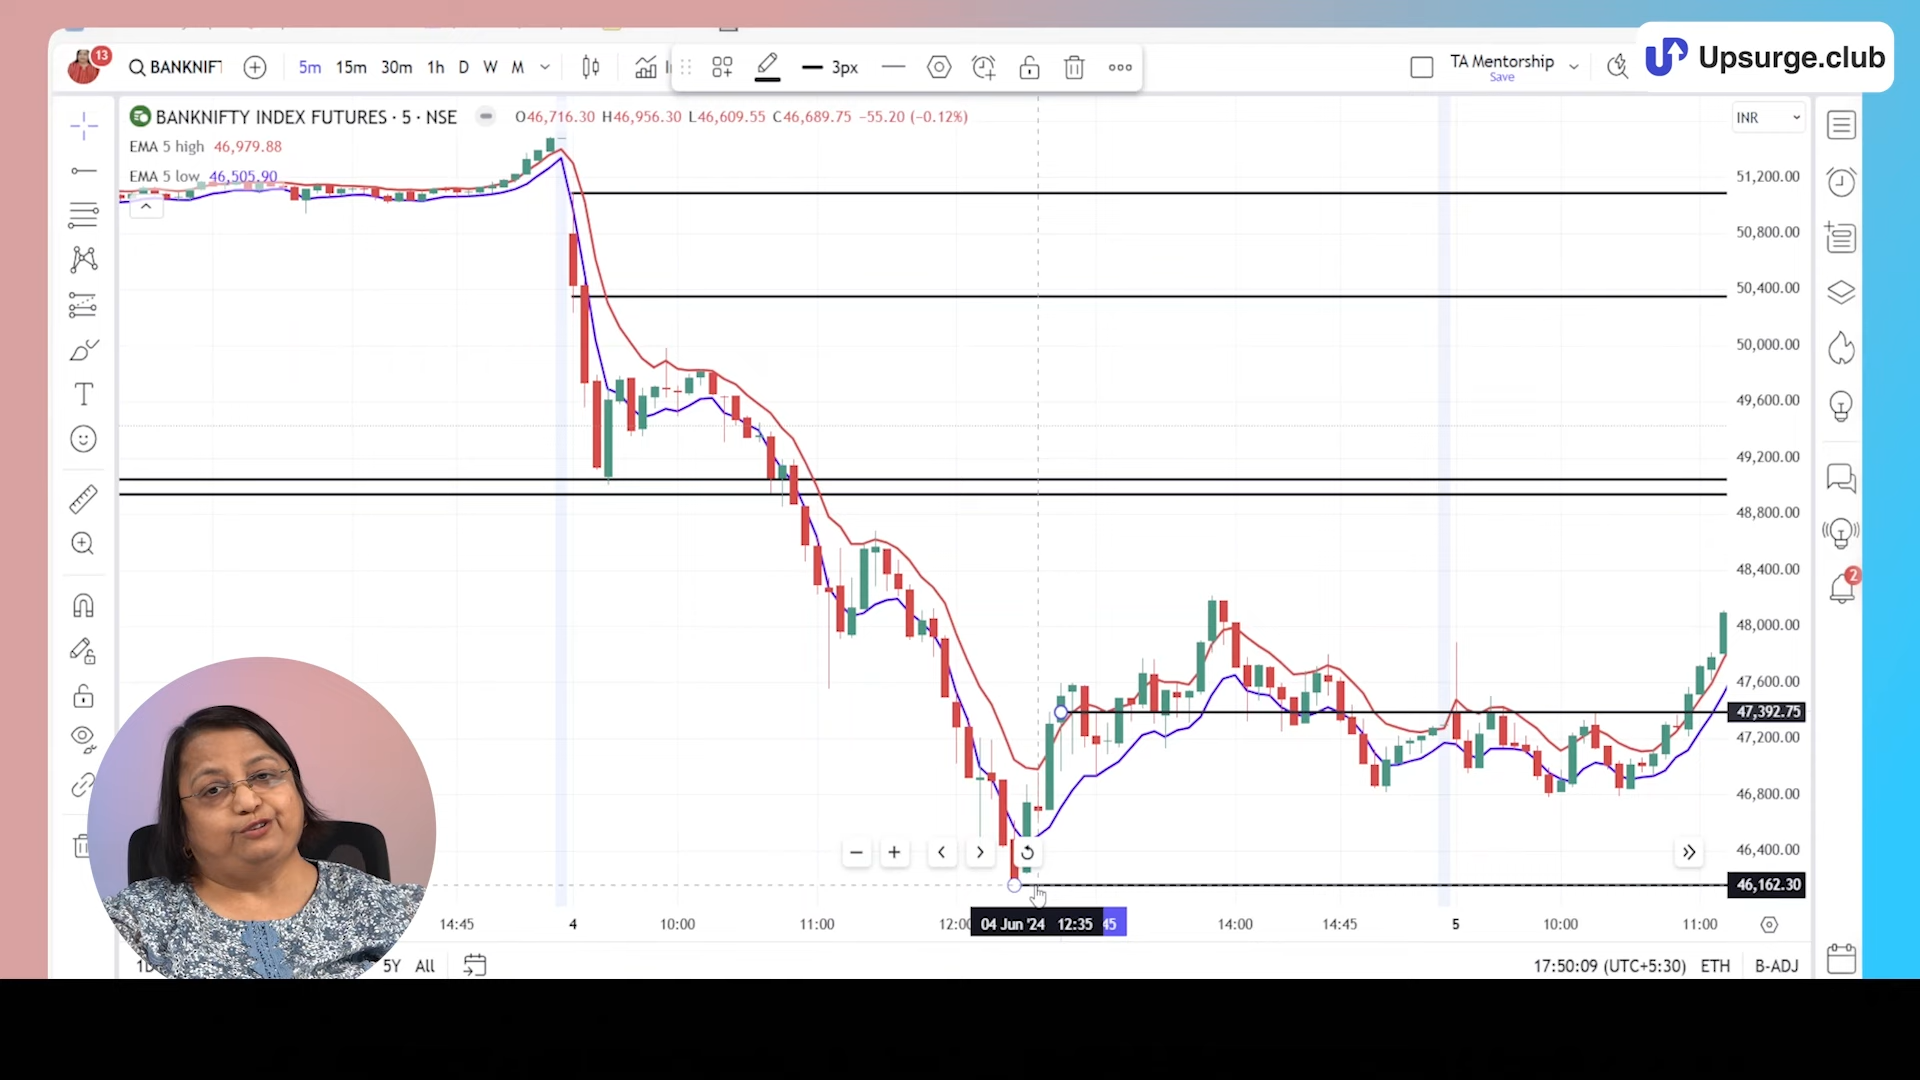 13
BANKNIFT
5m 15m 30m 1h D W M
3px
TA Mentorship
Save
Upsurge.club
BANKNIFTY INDEX FUTURES · 5 · NSE
O46,716.30 H46,956.30 L46,609.55 C46,689.75 −55.20 (−0.12%)
INR
EMA 5 high 46,979.88
EMA 5 low 46,505.90
51,200.00
50,800.00
50,400.00
50,000.00
49,600.00
49,200.00
48,800.00
48,400.00
2
48,000.00
47,600.00
47,392.75
47,200.00
46,800.00
46,400.00
46,162.30
14:45 4 10:00 11:00 12:00 04 Jun '24 12:35 45 14:00 14:45 5 10:00 11:00
5Y All
17:50:09 (UTC+5:30) ETH B-ADJ